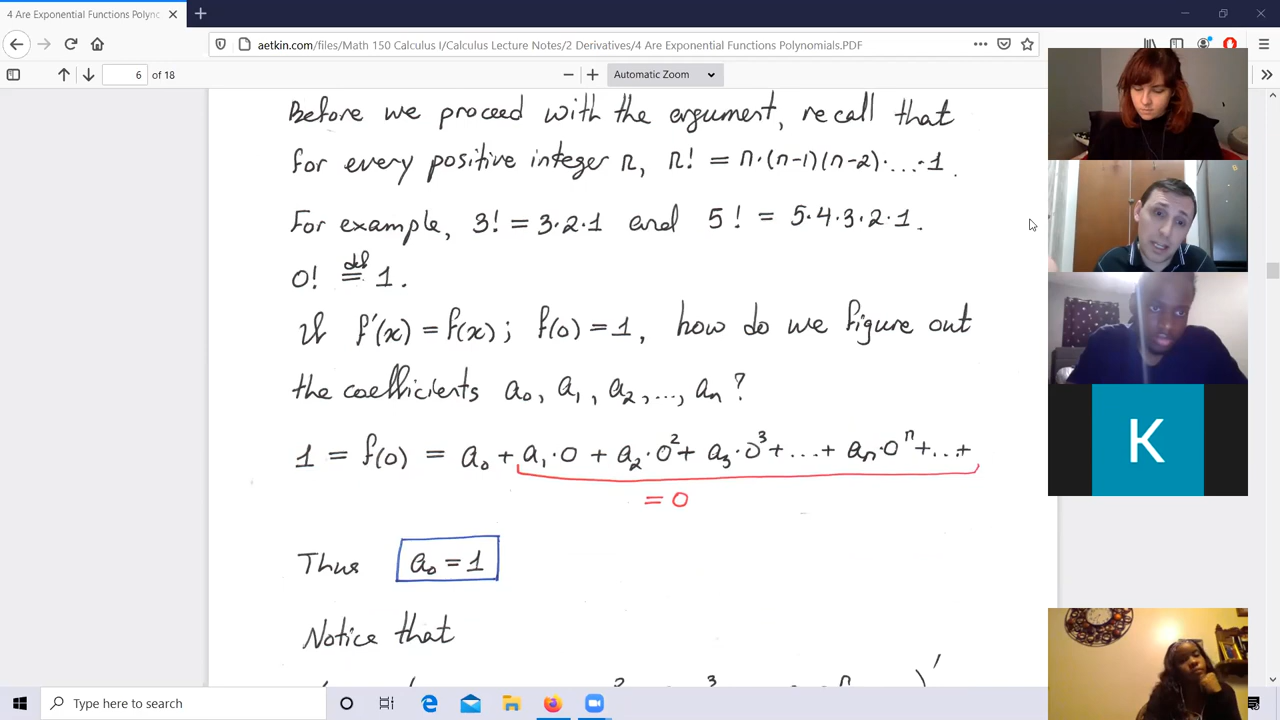 4 Are Exponential Functions Polync
aetkin.com/files/Math 150 Calculus I/Calculus Lecture Notes/2 Derivatives/4 Are Exponential Functions Polynomials.PDF
6 of 18
Automatic Zoom
Before we proceed with the argument, recall that
for every positive integer n, n! = n·(n-1)(n-2)·...·1.
For example, 3! = 3·2·1 and 5! = 5·4·3·2·1.
0! def= 1.
If f'(x) = f(x); f(0) = 1, how do we figure out
the coefficients a₀, a₁, a₂, ..., aₙ?
1 = f(0) = a₀ + a₁·0 + a₂·0² + a₃·0³ + ... + aₙ·0ⁿ + ... +
= 0
Thus a₀ = 1
Notice that
K
Type here to search